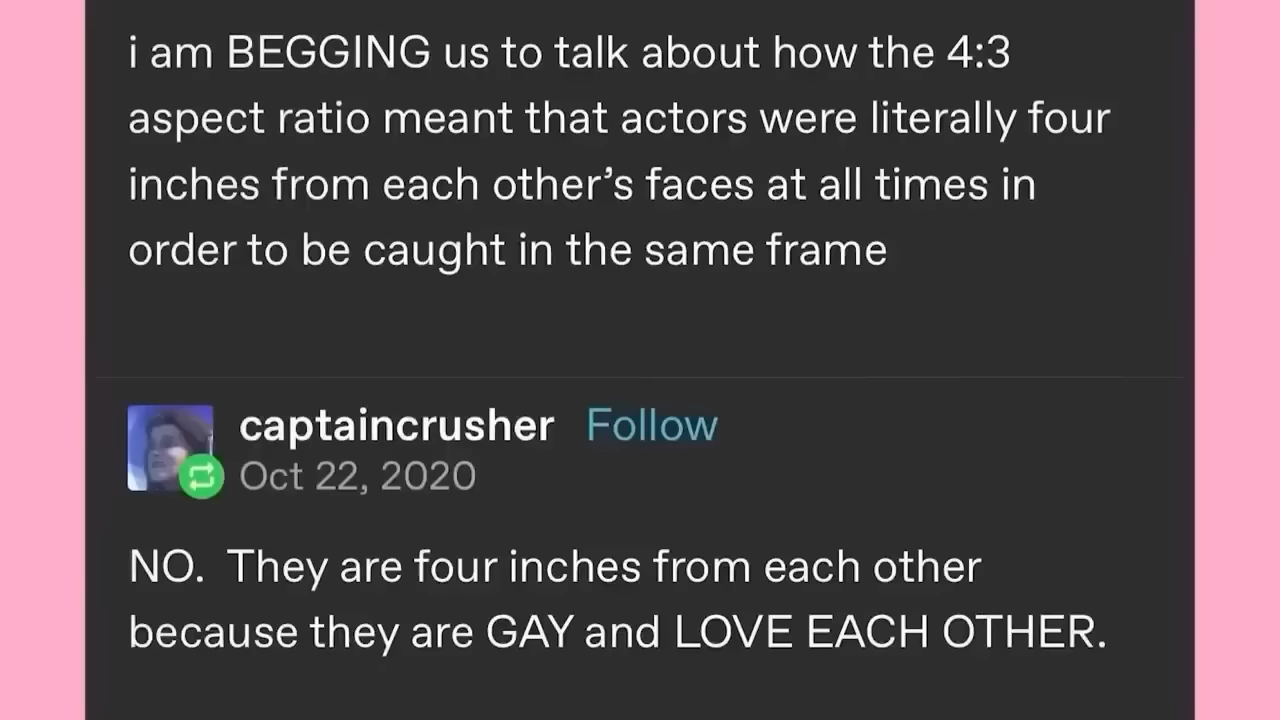 i am BEGGING us to talk about how the 4:3
aspect ratio meant that actors were literally four
inches from each other’s faces at all times in
order to be caught in the same frame
captaincrusher Follow
Oct 22, 2020
NO.  They are four inches from each other
because they are GAY and LOVE EACH OTHER.